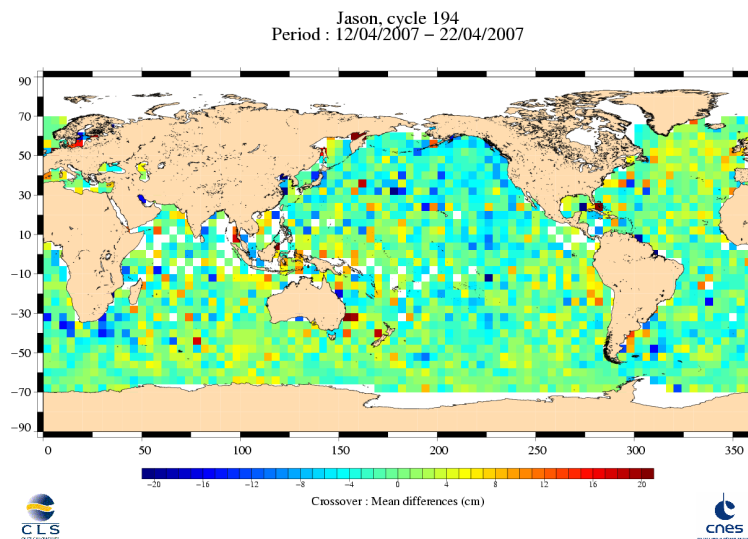 Jason, cycle 194
Period : 12/04/2007 − 22/04/2007
90
70
50
30
10
−10
−30
−50
−70
−90
0 50 100 150 200 250 300 350
−20 −16 −12 −8 −4 0 4 8 12 16 20
Crossover : Mean differences (cm)
CLS
cnes